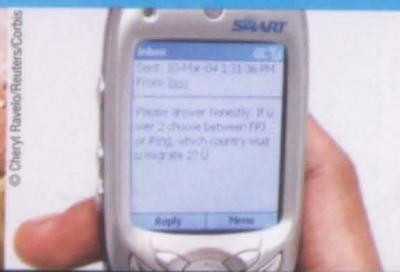 © Cheryl Ravelo/Reuters/Corbis
SMART
Inbox
Sent: 10-Mar-04 1:31:36 PM
From: Boy
Please answer honestly. If u
wer 2 choose between FPJ
or Ping, which country wud
u migrate 2? U
Reply Menu